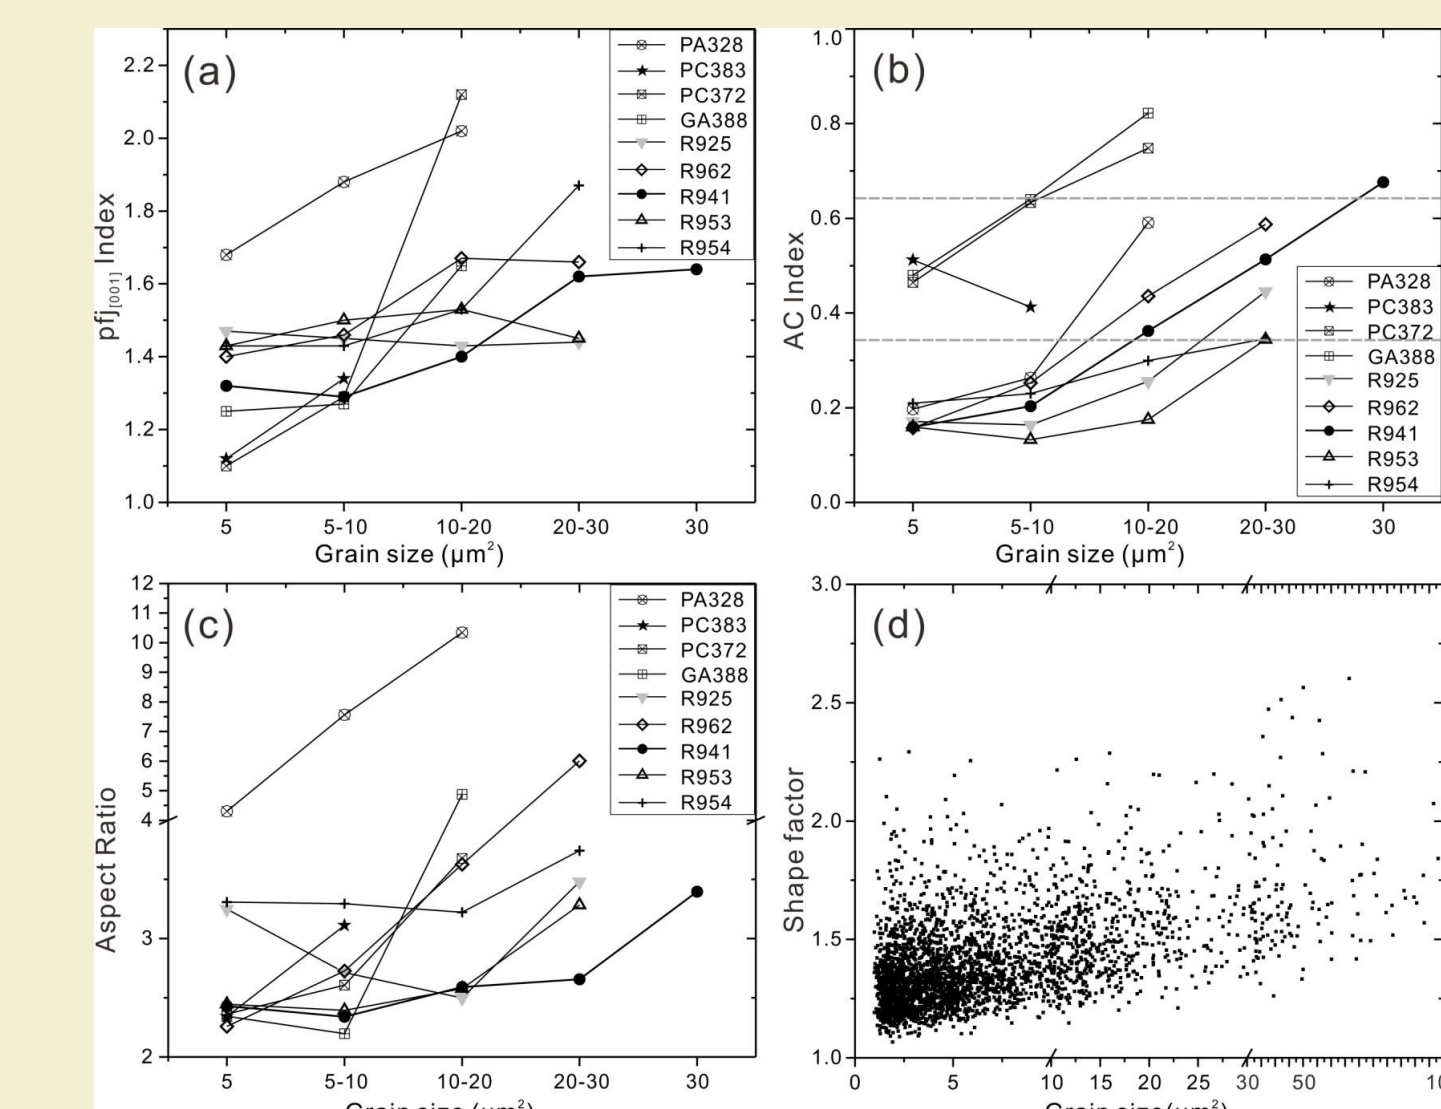 (a)
pfj[001] Index
2.2
2.0
1.8
1.6
1.4
1.2
1.0
PA328
PC383
PC372
GA388
R925
R962
R941
R953
R954
5 5-10 10-20 20-30 30
Grain size (μm²)
(b)
AC Index
1.0
0.8
0.6
0.4
0.2
0.0
PA328
PC383
PC372
GA388
R925
R962
R941
R953
R954
5 5-10 10-20 20-30 30
Grain size (μm²)
(c)
Aspect Ratio
12
11
10
9
8
7
6
5
4
3
2
PA328
PC383
PC372
GA388
R925
R962
R941
R953
R954
5 5-10 10-20 20-30 30
Grain size(μm²)
(d)
Shape factor
3.0
2.5
2.0
1.5
1.0
0 5 10 15 20 25 30 50
Grain size(μm²)